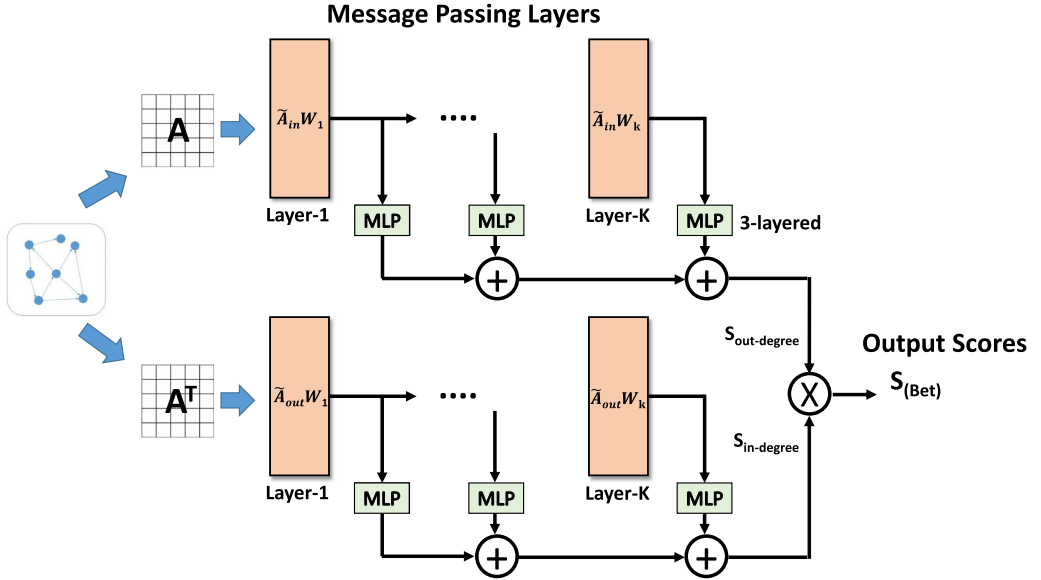 Message Passing Layers
A
Ã_in W_1
....
Ã_in W_k
Layer-1
MLP
MLP
Layer-K
MLP
3-layered
+
+
S_out-degree
Output Scores
X
S_(Bet)
A^T
Ã_out W_1
....
Ã_out W_k
S_in-degree
Layer-1
MLP
MLP
Layer-K
MLP
+
+